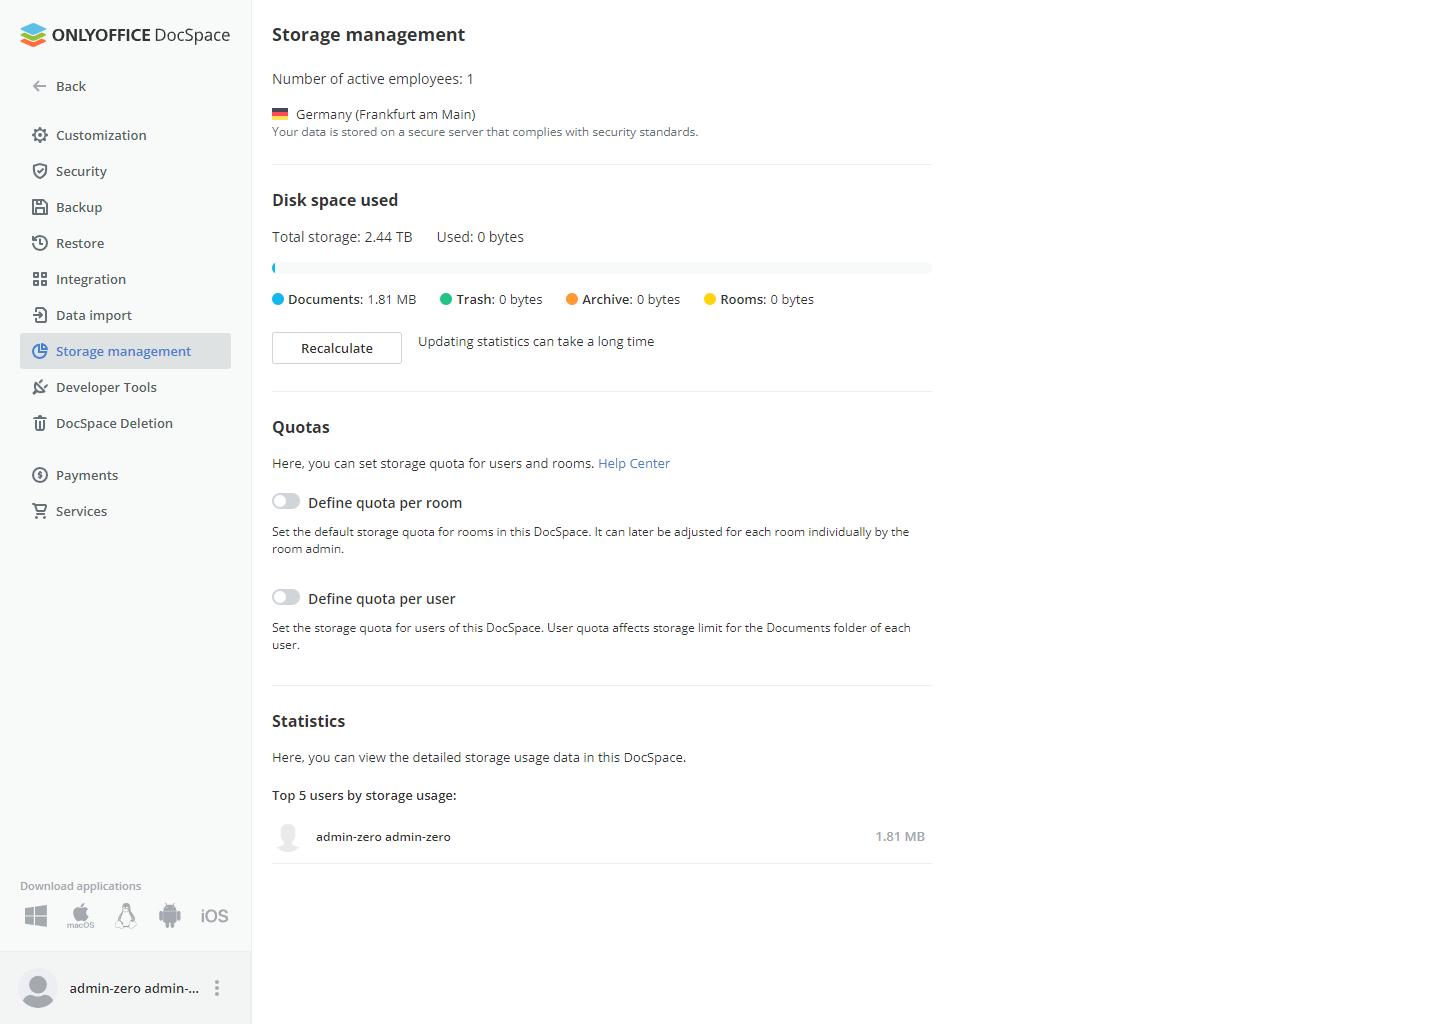 ONLYOFFICE DocSpace
Back
Customization
Security
Backup
Restore
Integration
Data import
Storage management
Developer Tools
DocSpace Deletion
Payments
Services
Download applications
macOS
iOS
admin-zero admin-...
Storage management
Number of active employees: 1
Germany (Frankfurt am Main)
Your data is stored on a secure server that complies with security standards.
Disk space used
Total storage: 2.44 TB Used: 0 bytes
Documents: 1.81 MB Trash: 0 bytes Archive: 0 bytes Rooms: 0 bytes
Recalculate Updating statistics can take a long time
Quotas
Here, you can set storage quota for users and rooms. Help Center
Define quota per room
Set the default storage quota for rooms in this DocSpace. It can later be adjusted for each room individually by the
room admin.
Define quota per user
Set the storage quota for users of this DocSpace. User quota affects storage limit for the Documents folder of each
user.
Statistics
Here, you can view the detailed storage usage data in this DocSpace.
Top 5 users by storage usage:
admin-zero admin-zero 1.81 MB